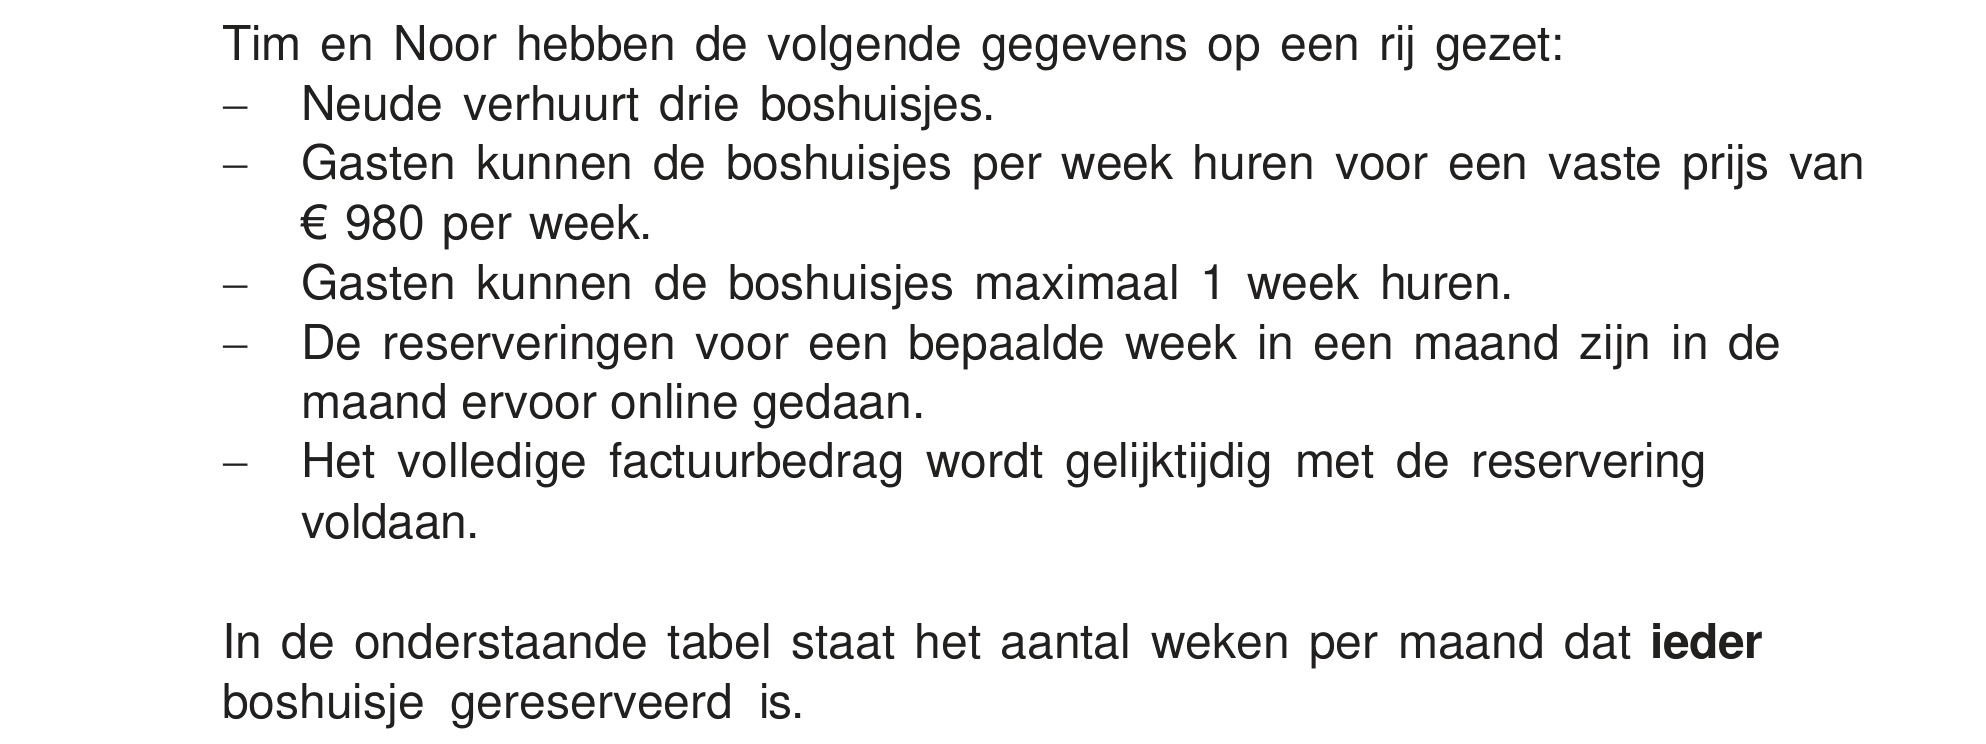 Tim en Noor hebben de volgende gegevens op een rij gezet:
– Neude verhuurt drie boshuisjes.
– Gasten kunnen de boshuisjes per week huren voor een vaste prijs van
€ 980 per week.
– Gasten kunnen de boshuisjes maximaal 1 week huren.
– De reserveringen voor een bepaalde week in een maand zijn in de
maand ervoor online gedaan.
– Het volledige factuurbedrag wordt gelijktijdig met de reservering
voldaan.
In de onderstaande tabel staat het aantal weken per maand dat ieder
boshuisje gereserveerd is.